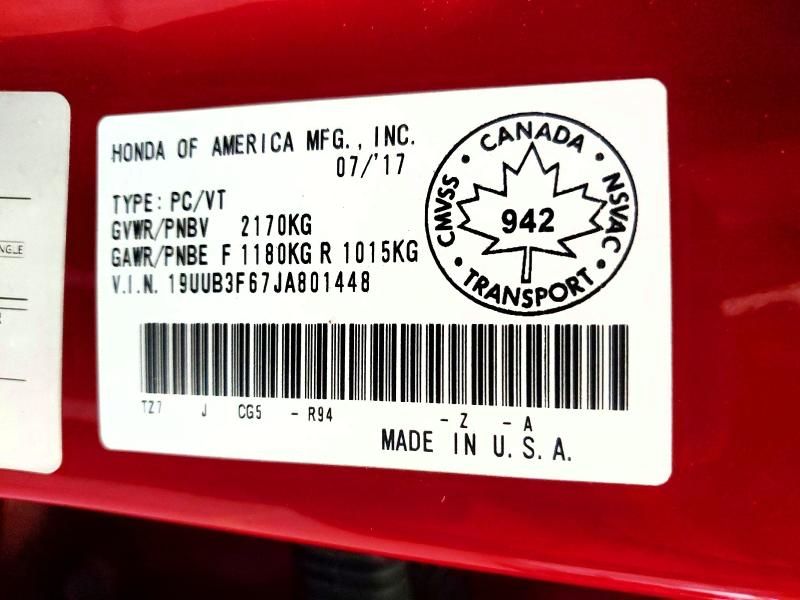 HONDA OF AMERICA MFG., INC.
07/'17
TYPE: PC/VT
GVWR/PNBV 2170KG
GAWR/PNBE F 1180KG R 1015KG
V.I.N. 19UUB3F67JA801448
CANADA
CMVSS • NSVAC
942
• TRANSPORT •
TZ7 J CG5 - R94 - Z - A
MADE IN U. S. A.
NGLE